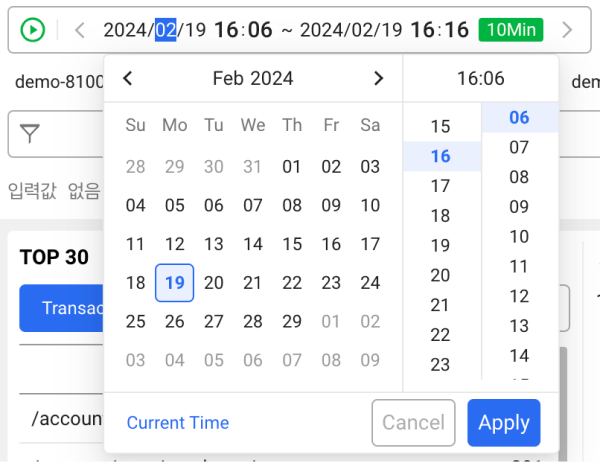 2024/02/19 16:06 ~ 2024/02/19 16:16 10Min
demo-8100
Feb 2024 16:06
Su Mo Tu We Th Fr Sa
28 29 30 31 01 02 03
04 05 06 07 08 09 10
11 12 13 14 15 16 17
18 19 20 21 22 23 24
25 26 27 28 29 01 02
03 04 05 06 07 08 09
15
16
17
18
19
20
21
22
23
06
07
08
09
10
11
12
13
14
입력값 없음
TOP 30
Transac
/accoun
Current Time Cancel Apply